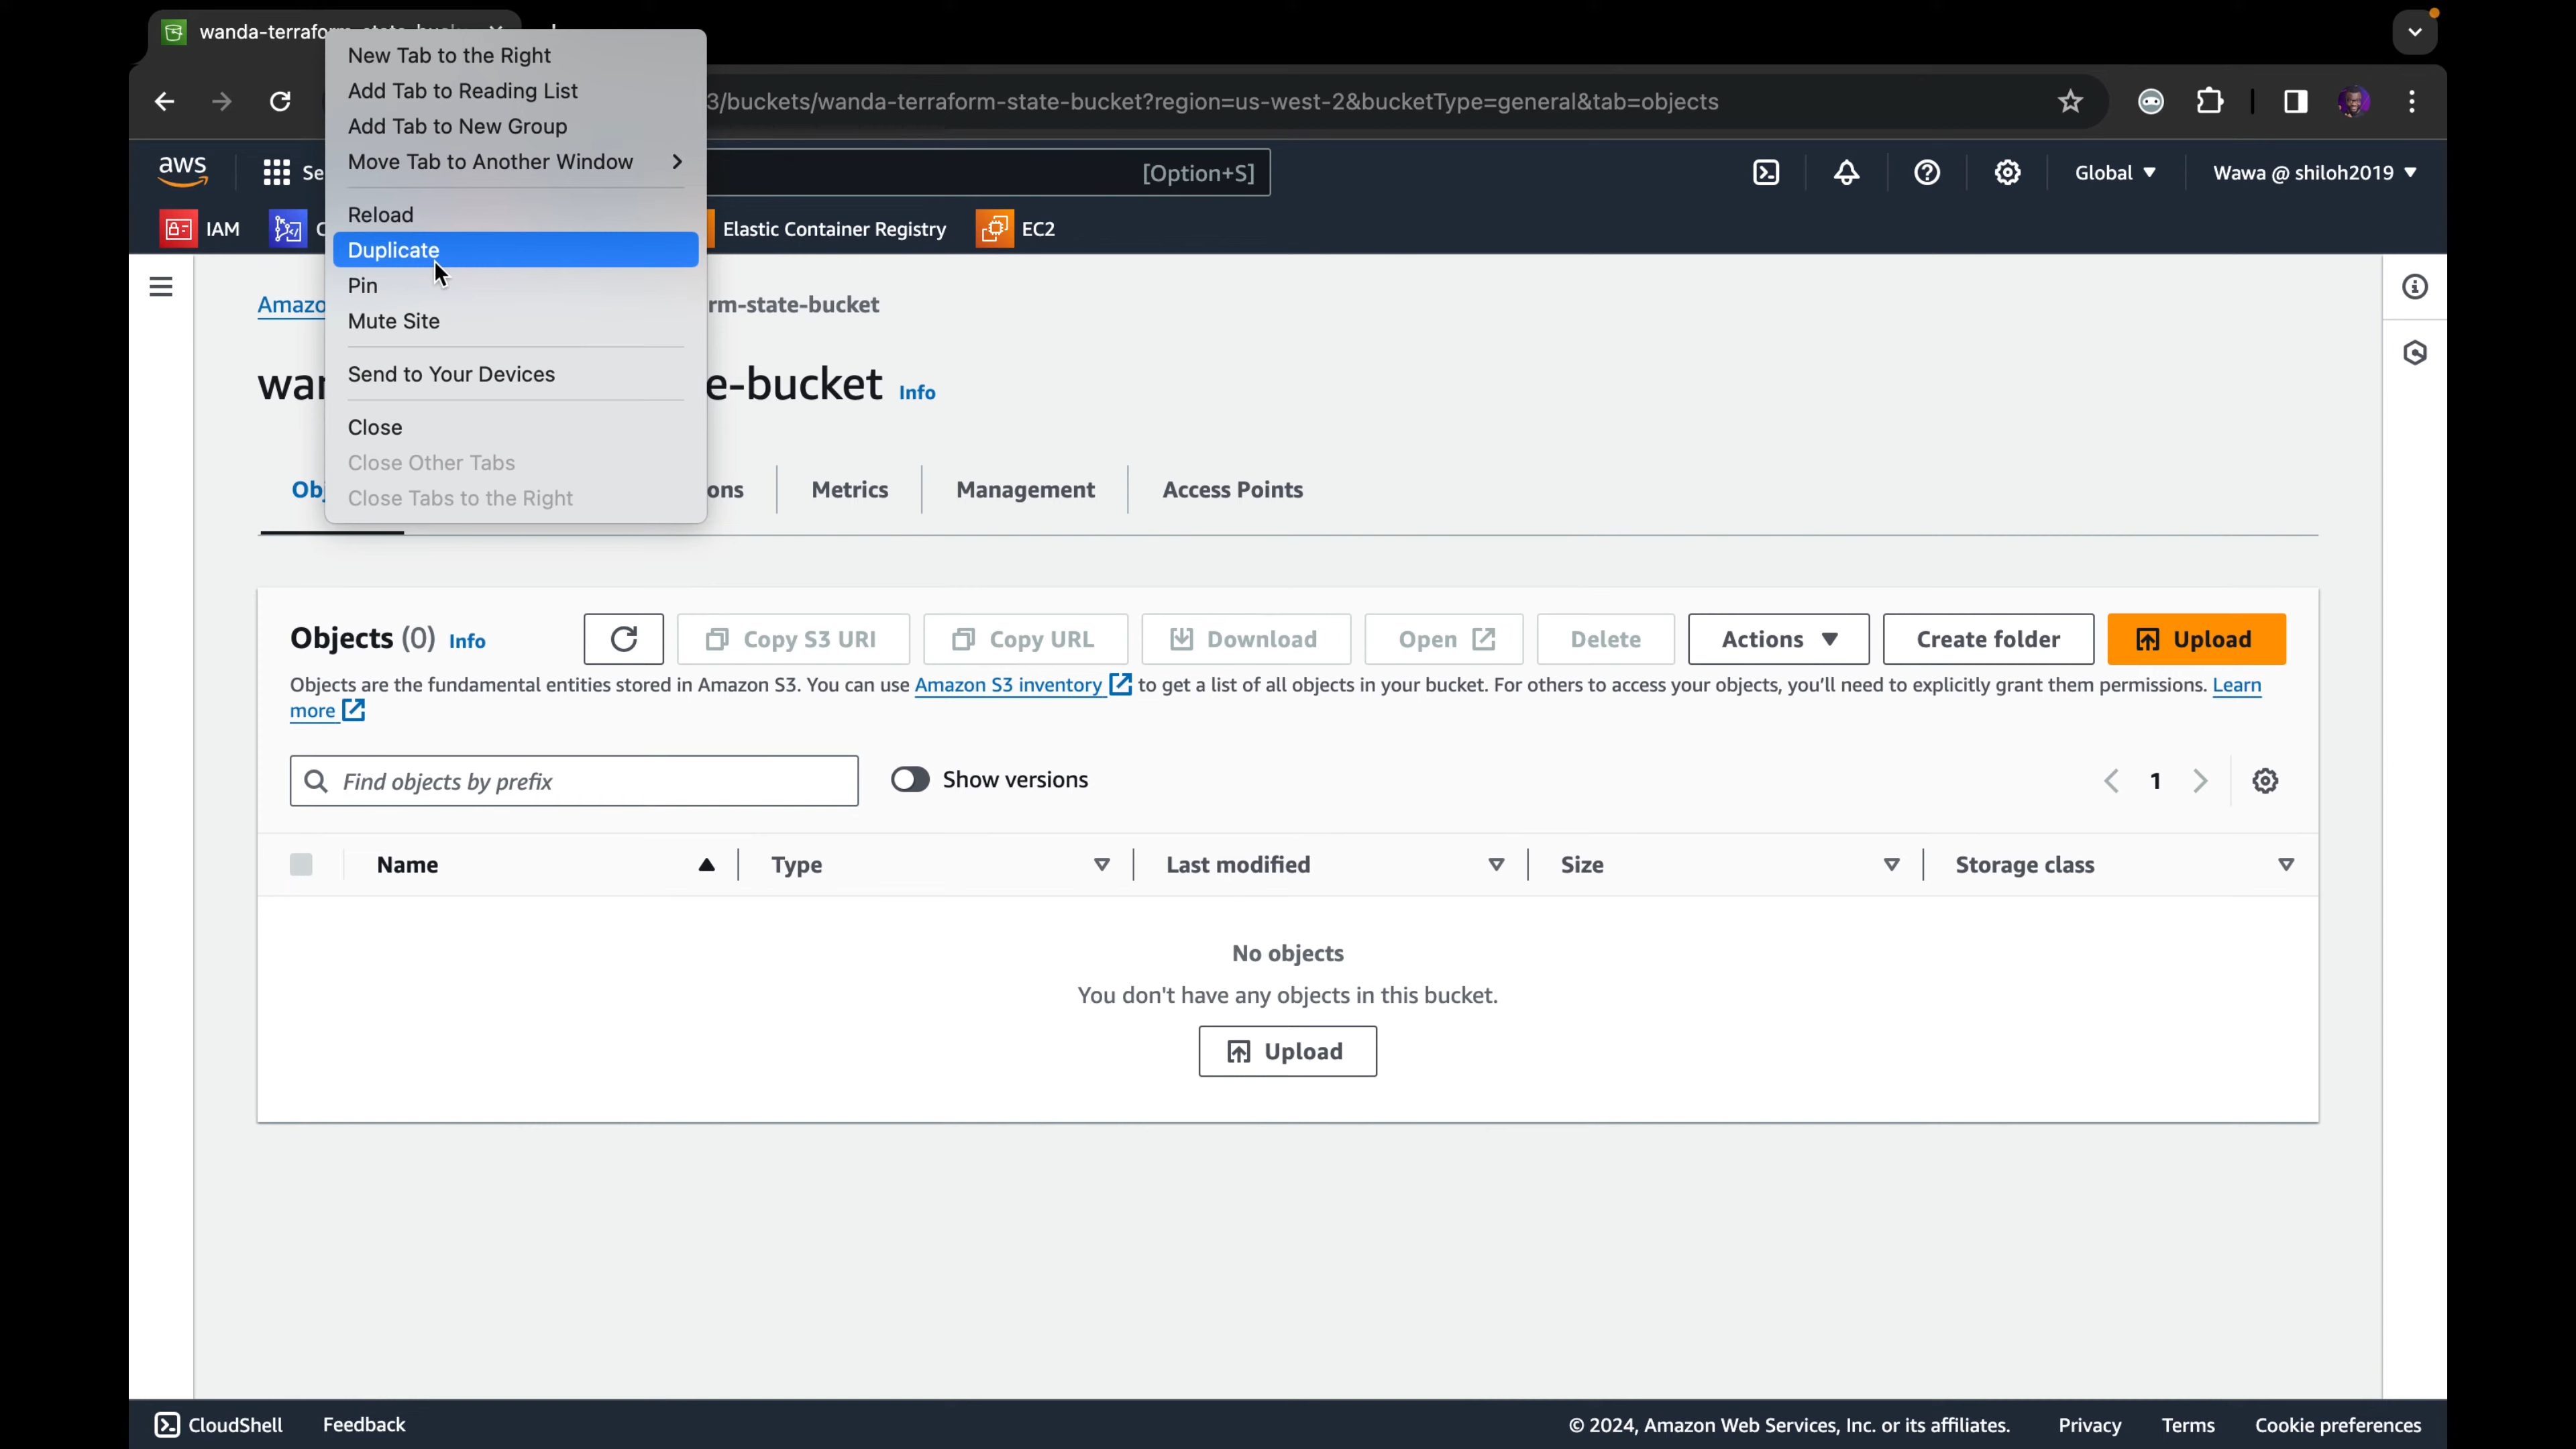 wanda-terrafo
New Tab to the Right
Add Tab to Reading List
Add Tab to New Group
Move Tab to Another Window
Reload
Duplicate
Pin
Mute Site
Send to Your Devices
Close
Close Other Tabs
Close Tabs to the Right
3/buckets/wanda-terraform-state-bucket?region=us-west-2&bucketType=general&tab=objects
aws
Se
[Option+S]
Global
Wawa @ shiloh2019
IAM
C
Elastic Container Registry
EC2
Amazo
rm-state-bucket
wan
e-bucket Info
Obj
ons
Metrics
Management
Access Points
Objects (0) Info
Copy S3 URI
Copy URL
Download
Open
Delete
Actions
Create folder
Upload
Objects are the fundamental entities stored in Amazon S3. You can use Amazon S3 inventory to get a list of all objects in your bucket. For others to access your objects, you’ll need to explicitly grant them permissions. Learn
more
Find objects by prefix
Show versions
1
Name
Type
Last modified
Size
Storage class
No objects
You don't have any objects in this bucket.
Upload
CloudShell
Feedback
© 2024, Amazon Web Services, Inc. or its affiliates.
Privacy
Terms
Cookie preferences